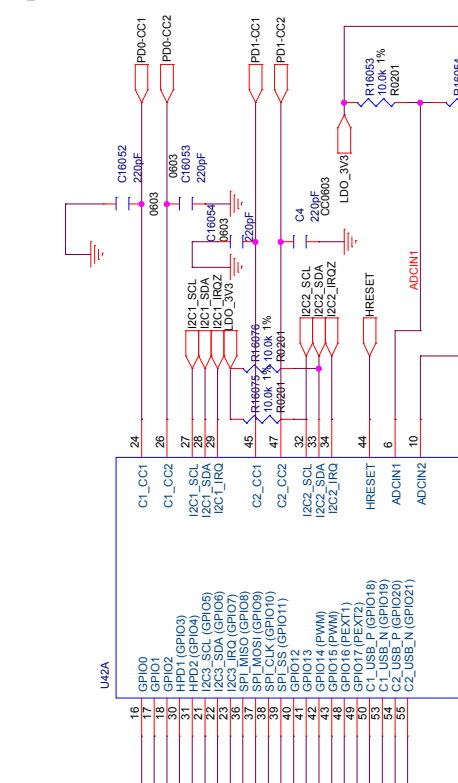 PD0-CC1
PD0-CC2
PD1-CC1
PD1-CC2
R16053
10.0k 1%
R0201
R16054
C16052
220pF
0603
0603
C16053
220pF
C16054
0603
220pF
C4
220pF
CC0603
LDO_3V3
ADCIN1
I2C1_SCL
I2C1_SDA
I2C1_IRQZ
LDO_3V3
I2C2_SCL
I2C2_SDA
I2C2_IRQZ
HRESET
R16076
10.0k 1%
R0201
R16075
10.0k 1%
R0201
24
26
27
28
29
45
47
32
33
34
44
6
10
C1_CC1
C1_CC2
I2C1_SCL
I2C1_SDA
I2C1_IRQ
C2_CC1
C2_CC2
I2C2_SCL
I2C2_SDA
I2C2_IRQ
HRESET
ADCIN1
ADCIN2
U42A
GPIO0
GPIO1
GPIO2
HPD1 (GPIO3)
HPD2 (GPIO4)
I2C3_SCL (GPIO5)
I2C3_SDA (GPIO6)
I2C3_IRQ (GPIO7)
SPI_MISO (GPIO8)
SPI_MOSI (GPIO9)
SPI_CLK (GPIO10)
SPI_SS (GPIO11)
GPIO12
GPIO13
GPIO14 (PWM)
GPIO15 (PWM)
GPIO16 (PEXT1)
GPIO17 (PEXT2)
C1_USB_P (GPIO18)
C1_USB_N (GPIO19)
C2_USB_P (GPIO20)
C2_USB_N (GPIO21)
16
17
18
30
31
21
22
23
36
37
38
39
40
41
42
43
48
49
50
53
54
55